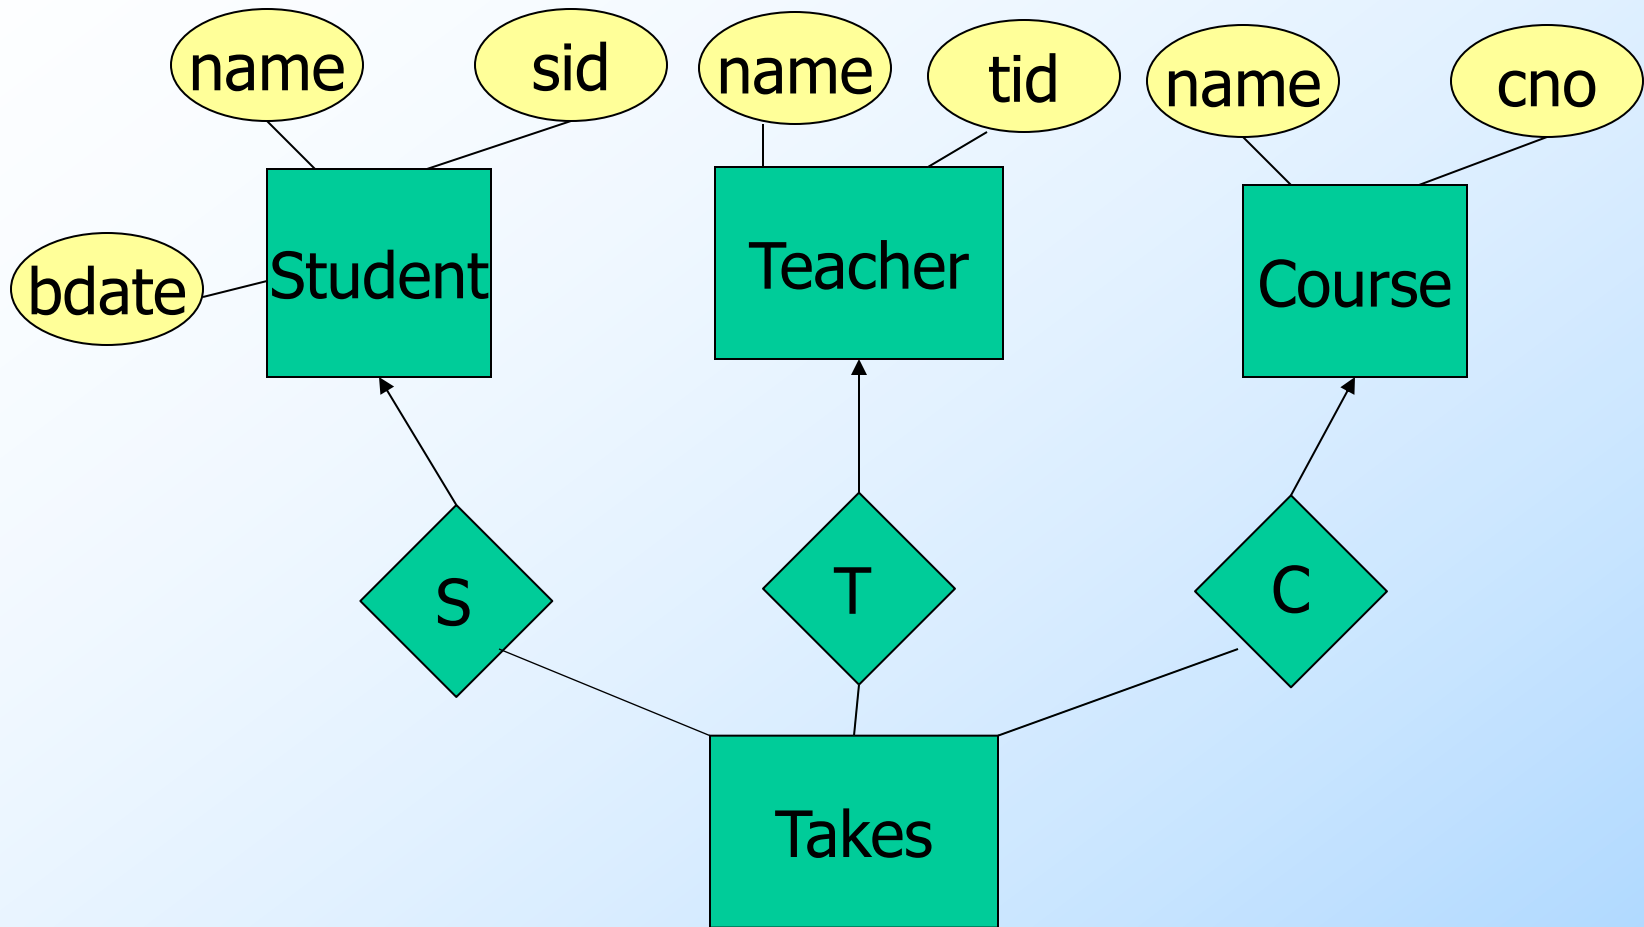 name
sid
name
tid
name
cno
bdate
Student
Teacher
Course
S
T
C
Takes